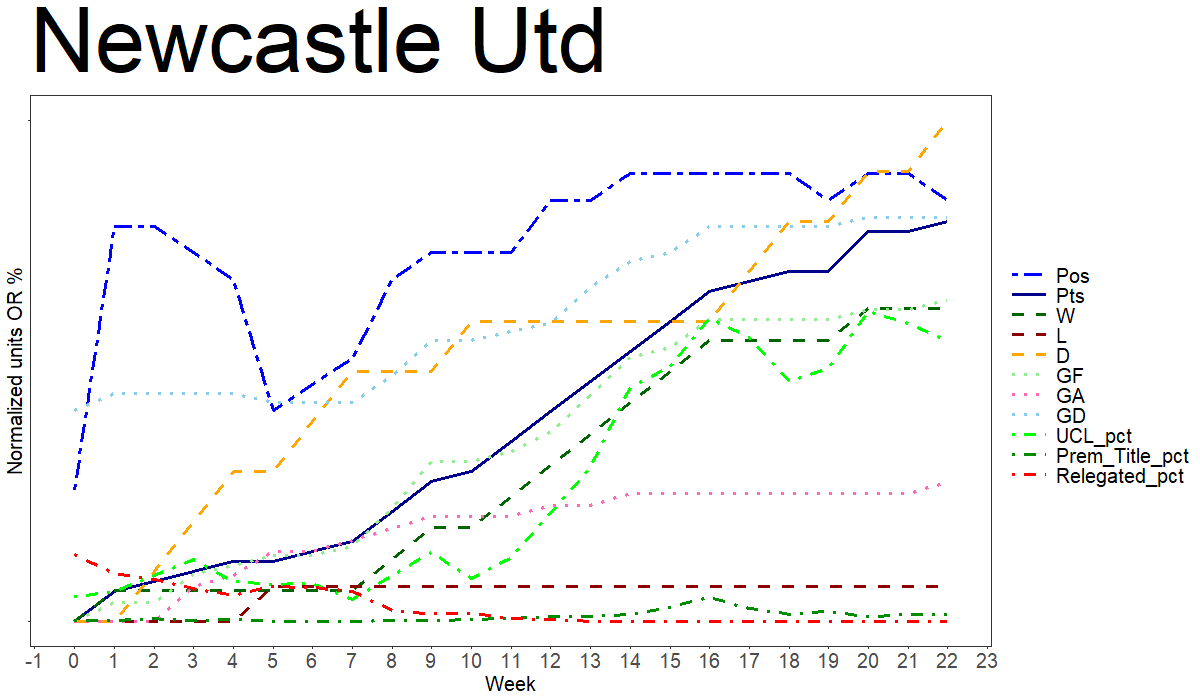 Newcastle Utd
Normalized units OR %
Pos
Pts
W
L
D
GF
GA
GD
UCL_pct
Prem_Title_pct
Relegated_pct
-1 0 1 2 3 4 5 6 7 8 9 10 11 12 13 14 15 16 17 18 19 20 21 22 23
Week